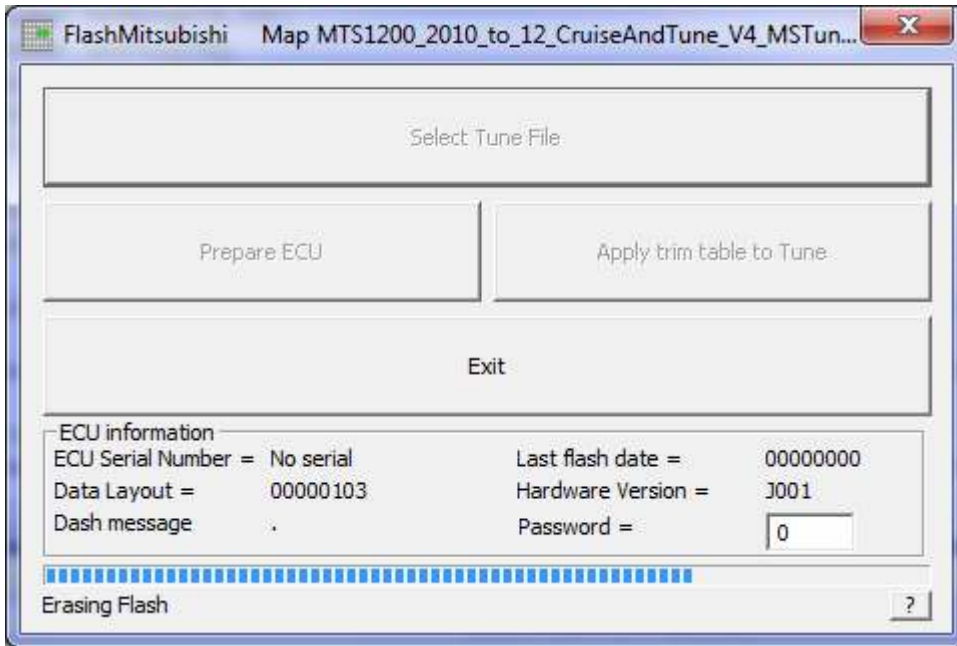 FlashMitsubishi Map MTS1200_2010_to_12_CruiseAndTune_V4_MSTun...
Select Tune File
Prepare ECU
Apply trim table to Tune
Exit
ECU information
ECU Serial Number = No serial
Last flash date = 00000000
Data Layout = 00000103
Hardware Version = J001
Dash message .
Password = 0
Erasing Flash
?